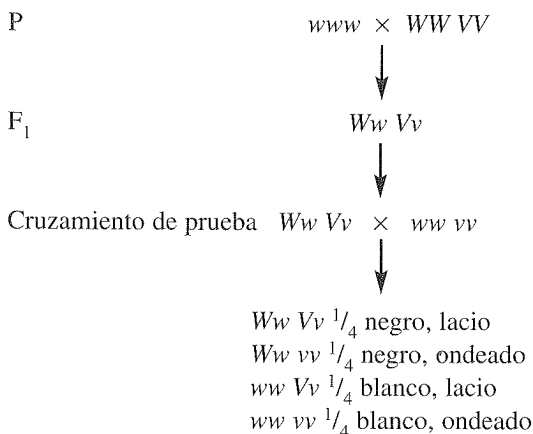 P www × WW VV
F₁ Ww Vv
Cruzamiento de prueba Ww Vv × ww vv
Ww Vv ¹/₄ negro, lacio
Ww vv ¹/₄ negro, ondeado
ww Vv ¹/₄ blanco, lacio
ww vv ¹/₄ blanco, ondeado